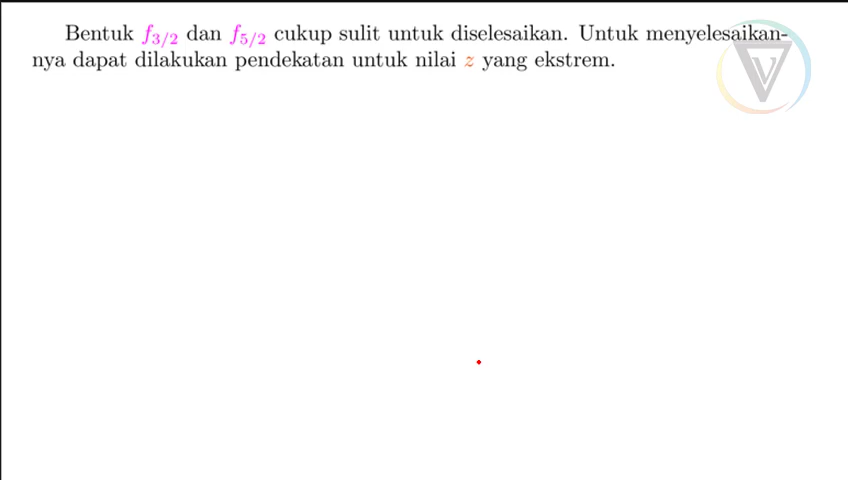 Bentuk f3/2 dan f5/2 cukup sulit untuk diselesaikan. Untuk menyelesaikan-
nya dapat dilakukan pendekatan untuk nilai z yang ekstrem.